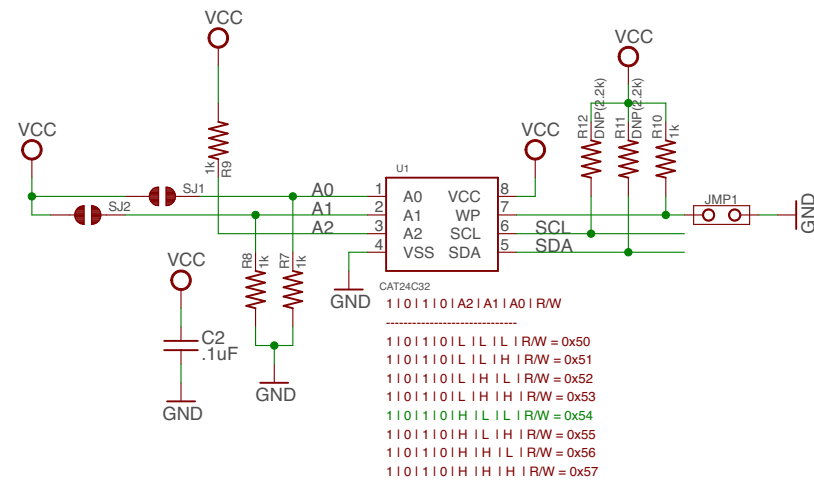 VCC
VCC
VCC
VCC
R9
1k
R12
DNP(2.2k)
R11
DNP(2.2k)
R10
1k
U1
SJ1
SJ2
A0
A1
A2
1
2
3
4
A0
A1
A2
VSS
VCC
WP
SCL
SDA
8
7
6
5
SCL
SDA
JMP1
GND
R8
1k
R7
1k
VCC
GND
CAT24C32
C2
.1uF
GND
GND
1 | 0 | 1 | 0 | A2 | A1 | A0 | R/W
-----------------------------
1 | 0 | 1 | 0 | L | L | L | R/W = 0x50
1 | 0 | 1 | 0 | L | L | H | R/W = 0x51
1 | 0 | 1 | 0 | L | H | L | R/W = 0x52
1 | 0 | 1 | 0 | L | H | H | R/W = 0x53
1 | 0 | 1 | 0 | H | L | L | R/W = 0x54
1 | 0 | 1 | 0 | H | L | H | R/W = 0x55
1 | 0 | 1 | 0 | H | H | L | R/W = 0x56
1 | 0 | 1 | 0 | H | H | H | R/W = 0x57